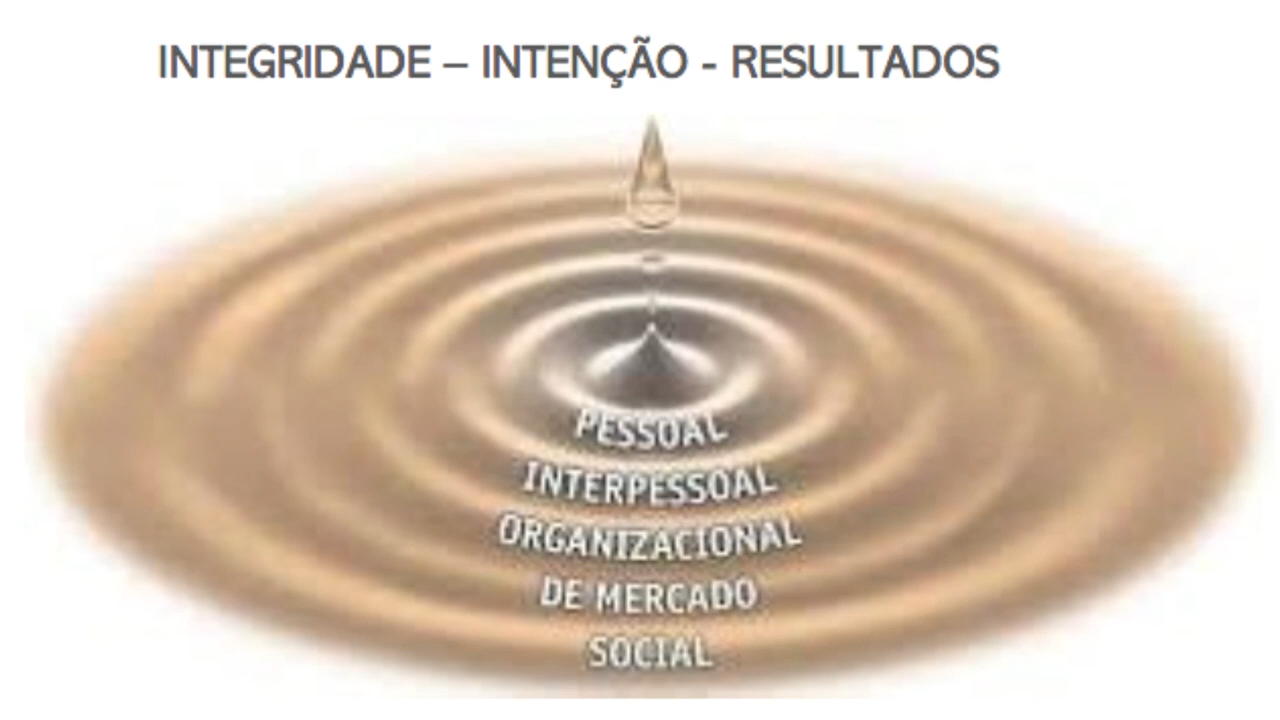 INTEGRIDADE – INTENÇÃO - RESULTADOS
PESSOAL
INTERPESSOAL
ORGANIZACIONAL
DE MERCADO
SOCIAL